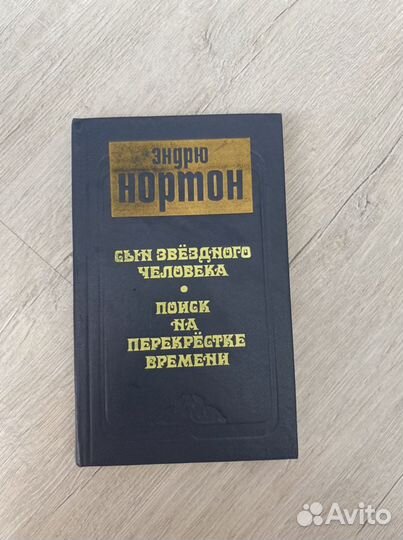 ЭНДРЮ
НОРТОН
СЫН ЗВЁЗДНОГО
ЧЕЛОВЕКА
•
ПОИСК
НА
ПЕРЕКРЁСТКЕ
ВРЕМЕНИ
Avito